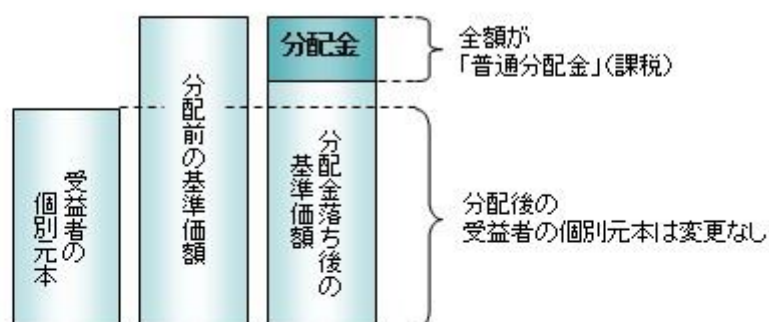 受益者の
個別元本
分配前の基準価額
分配金
分配金落ち後の
基準価額
全額が
「普通分配金」(課税)
分配後の
受益者の個別元本は変更なし